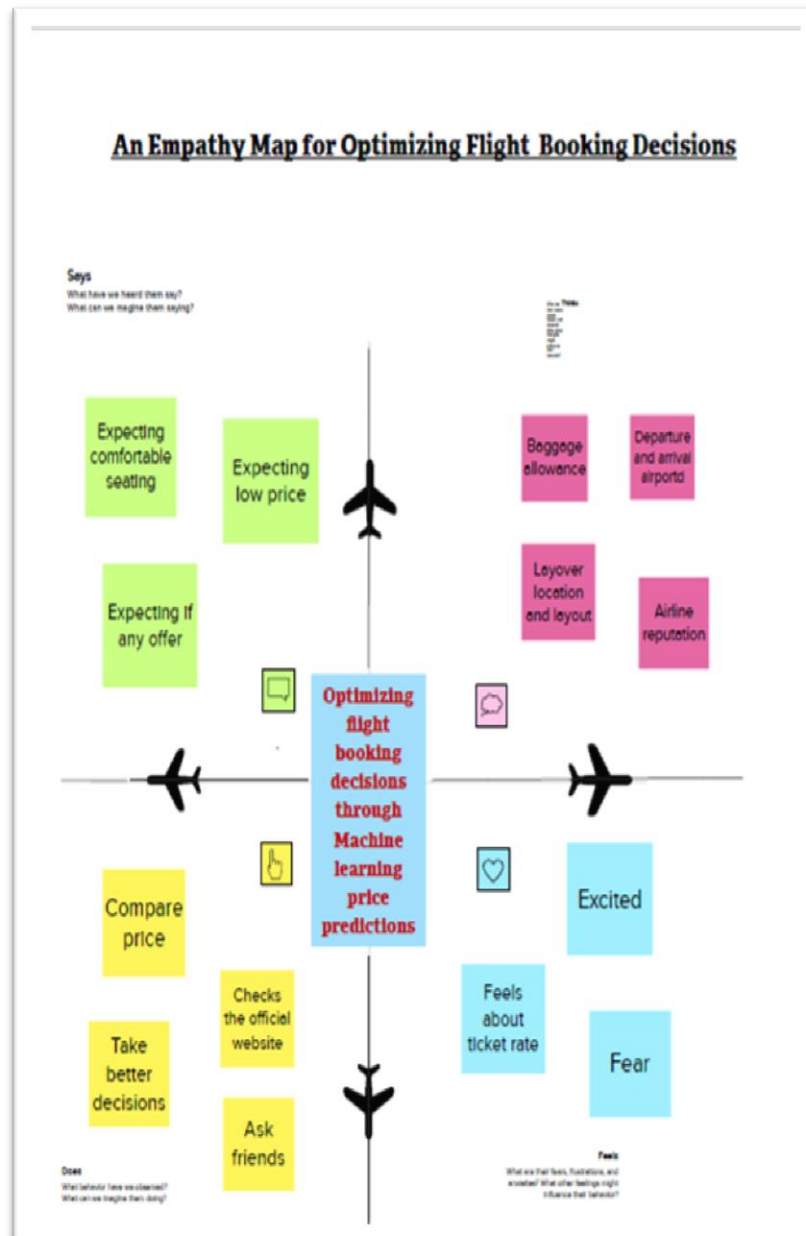 An Empathy Map for Optimizing Flight Booking Decisions
Says
What have we heard them say?
What can we imagine them saying?
Thinks
Expecting
comfortable
seating
Expecting
low price
Expecting if
any offer
Baggage
allowance
Departure
and arrival
airportd
Layover
location
and layout
Airline
reputation
Optimizing
flight
booking
decisions
through
Machine
learning
price
predictions
Compare
price
Checks
the official
website
Take
better
decisions
Ask
friends
Excited
Feels
about
ticket rate
Fear
Does
What behavior have we observed?
What can we imagine them doing?
Feels
What are their fears, frustrations, and
anxieties? What other feelings might
influence their behavior?